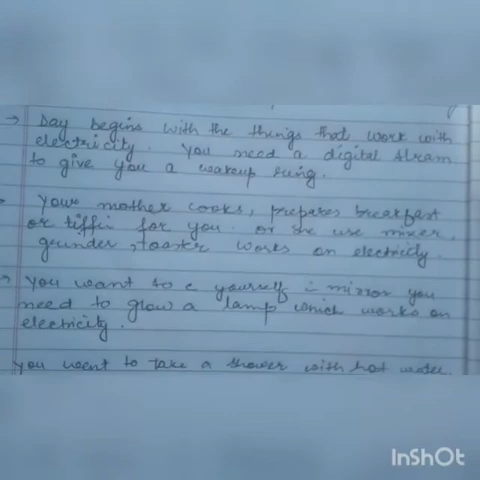 → Day begins with the things that work with
electricity. You need a digital alram
to give you a wakeup ring.
Your mother cooks, prepares breakfast
or tiffin for you. or she use mixer,
grinder, toaster works on electricity.
→ You want to c yourself i mirror you
need to glow a lamp which works on
electricity.
You want to take a shower with hot water.
InShOt